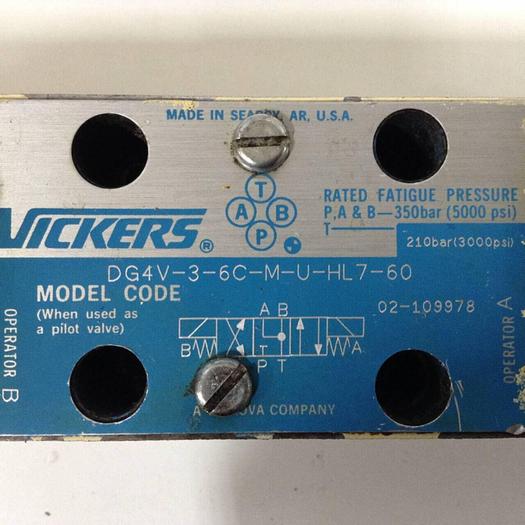 MADE IN SEARCY, AR, U.S.A.
T
A B
P
VICKERS®
RATED FATIGUE PRESSURE
P, A & B—350bar (5000 psi)
T
210bar(3000psi)
DG4V-3-6C-M-U-HL7-60
MODEL CODE
(When used as
a pilot valve)
02-109978
A B
B
T
A
P T
OPERATOR B
OPERATOR A
A OVA COMPANY